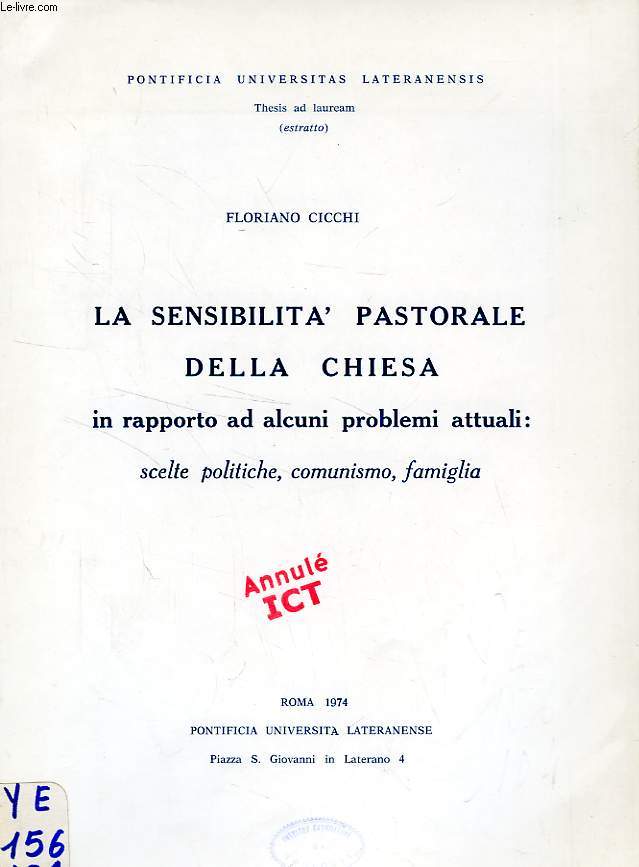 Le-livre.com
PONTIFICIA UNIVERSITAS LATERANENSIS
Thesis ad lauream
(estratto)
FLORIANO CICCHI
LA SENSIBILITA' PASTORALE
DELLA CHIESA
in rapporto ad alcuni problemi attuali:
scelte politiche, comunismo, famiglia
Annulé
ICT
ROMA 1974
PONTIFICIA UNIVERSITÀ LATERANENSE
Piazza S. Giovanni in Laterano 4
Y E
156